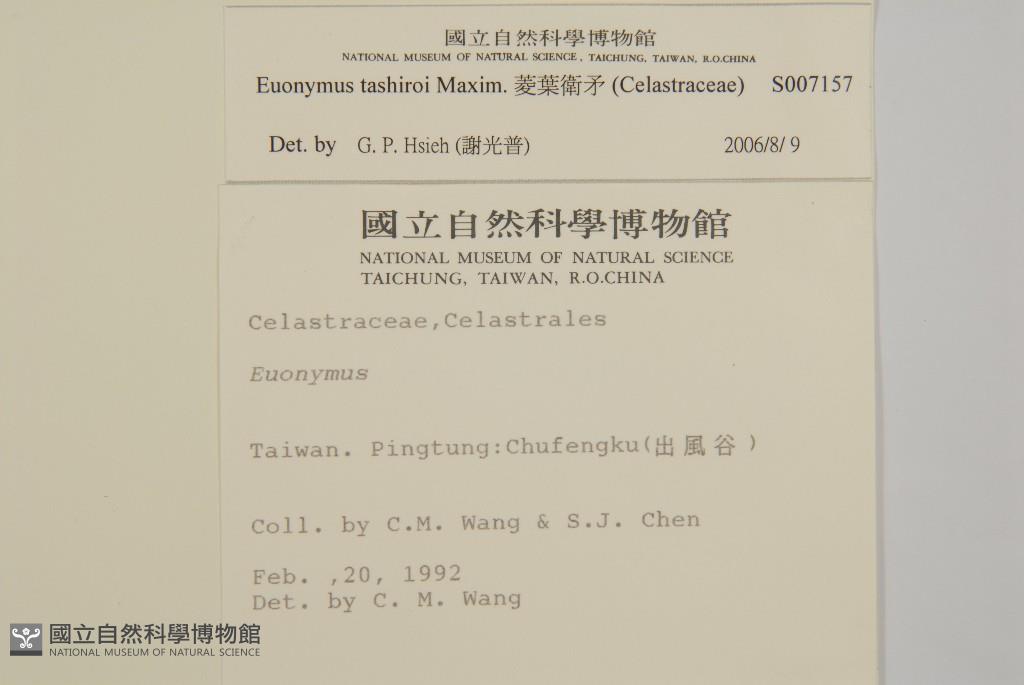 國立自然科學博物館
NATIONAL MUSEUM OF NATURAL SCIENCE, TAICHUNG, TAIWAN, R.O.CHINA
Euonymus tashiroi Maxim. 菱葉衛矛 (Celastraceae) S007157
Det. by G. P. Hsieh (謝光普) 2006/8/ 9
國立自然科學博物館
NATIONAL MUSEUM OF NATURAL SCIENCE
TAICHUNG, TAIWAN, R.O.CHINA
Celastraceae,Celastrales
Euonymus
Taiwan. Pingtung:Chufengku(出風谷)
Coll. by C.M. Wang & S.J. Chen
Feb. ,20, 1992
Det. by C. M. Wang
國立自然科學博物館
NATIONAL MUSEUM OF NATURAL SCIENCE